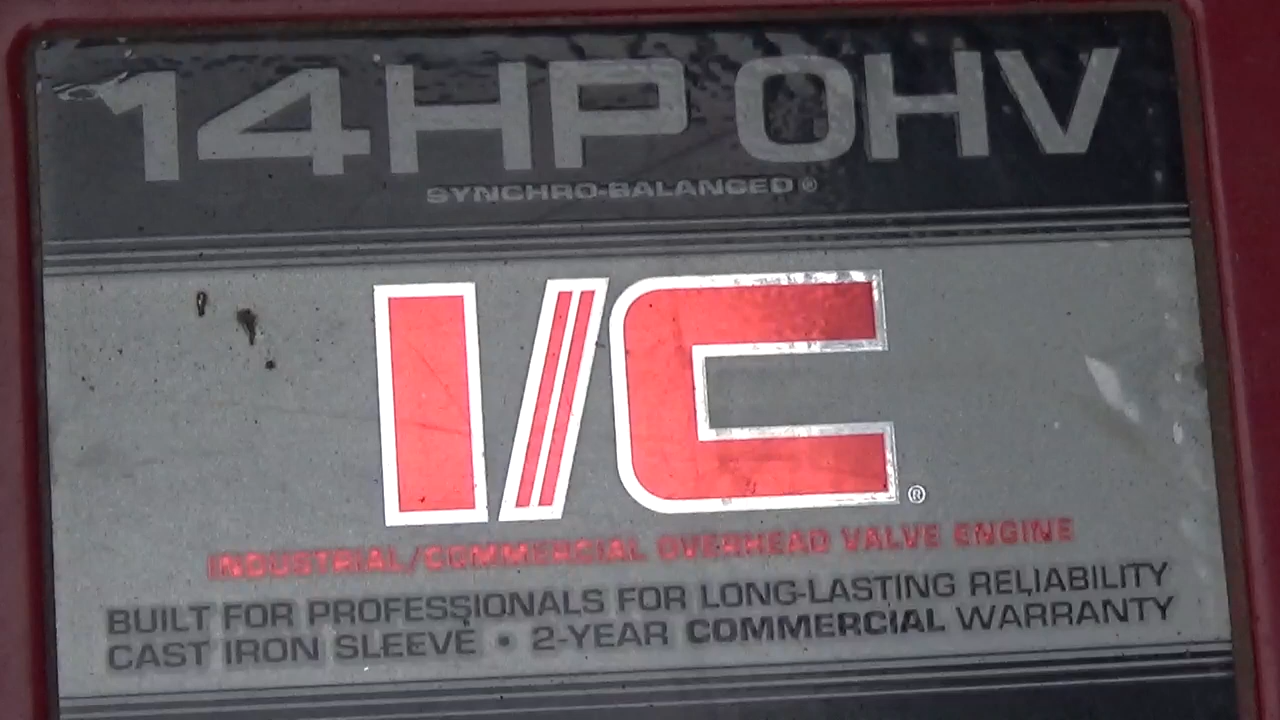 14HP OHV
SYNCHRO-BALANCED®
I/C®
INDUSTRIAL/COMMERCIAL OVERHEAD VALVE ENGINE
BUILT FOR PROFESSIONALS FOR LONG-LASTING RELIABILITY
CAST IRON SLEEVE • 2-YEAR COMMERCIAL WARRANTY